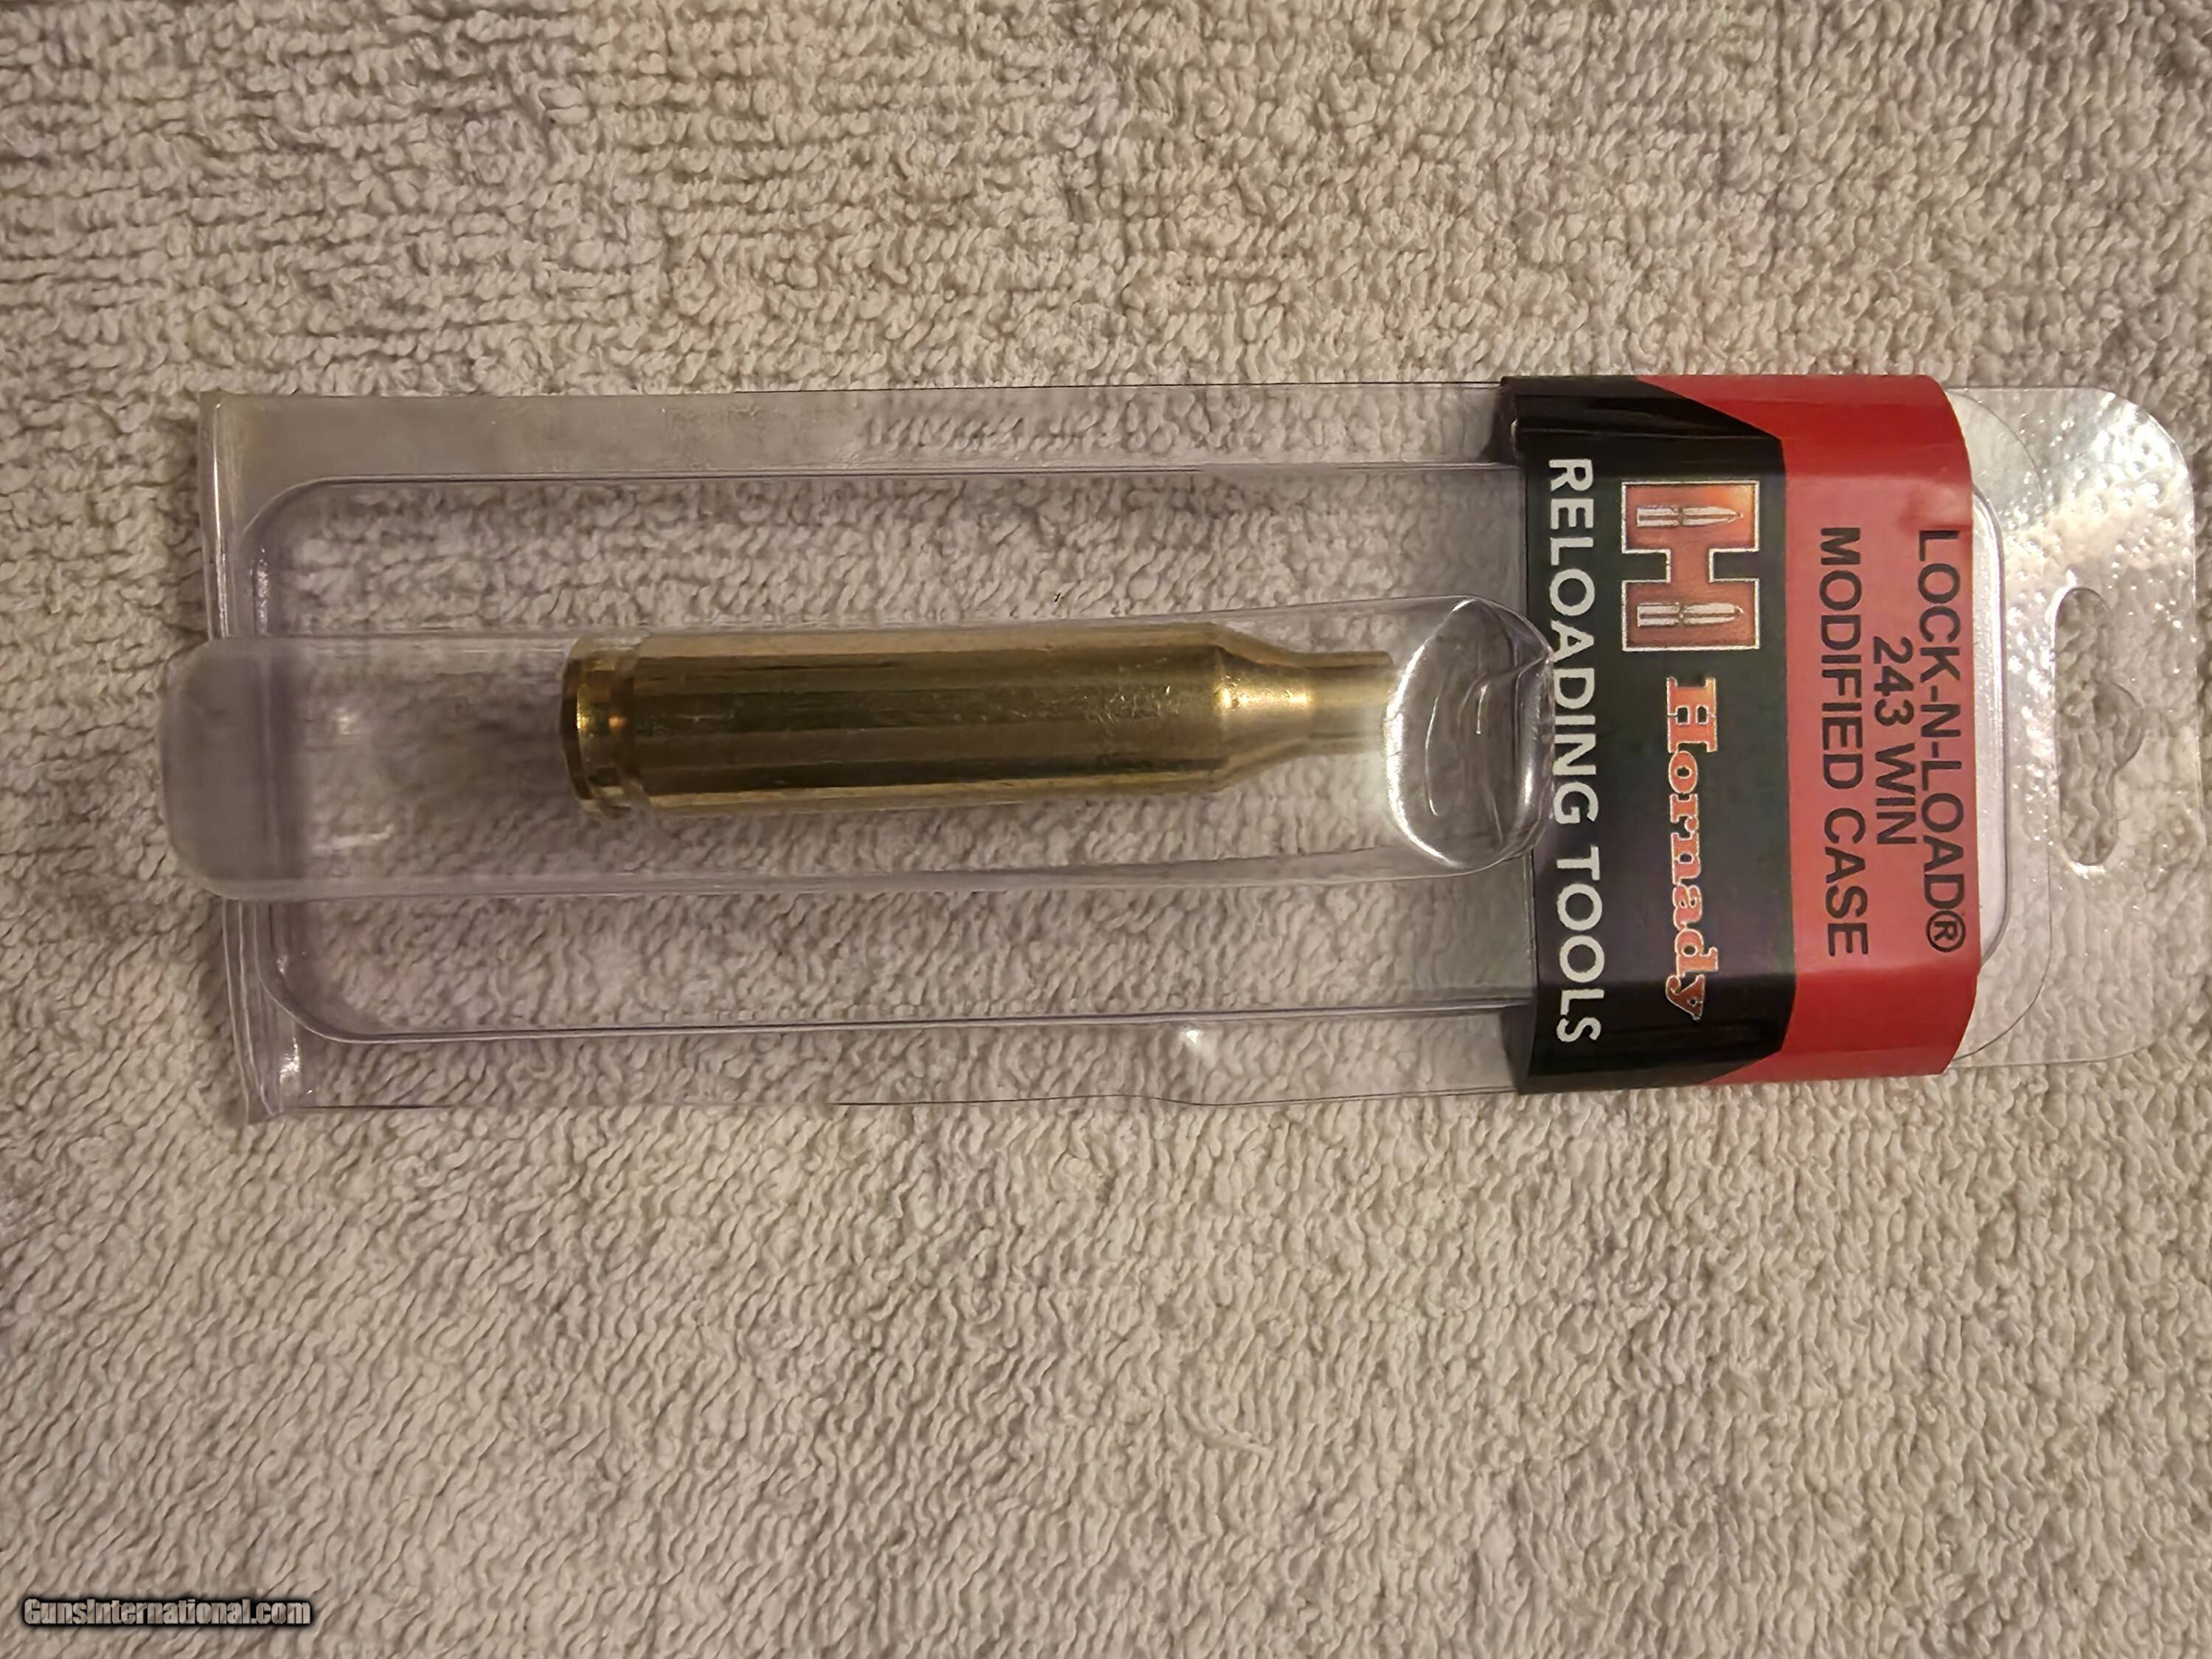 LOCK-N-LOAD®
243 WIN
MODIFIED CASE
H Hornady
RELOADING TOOLS
GunsInternational.com